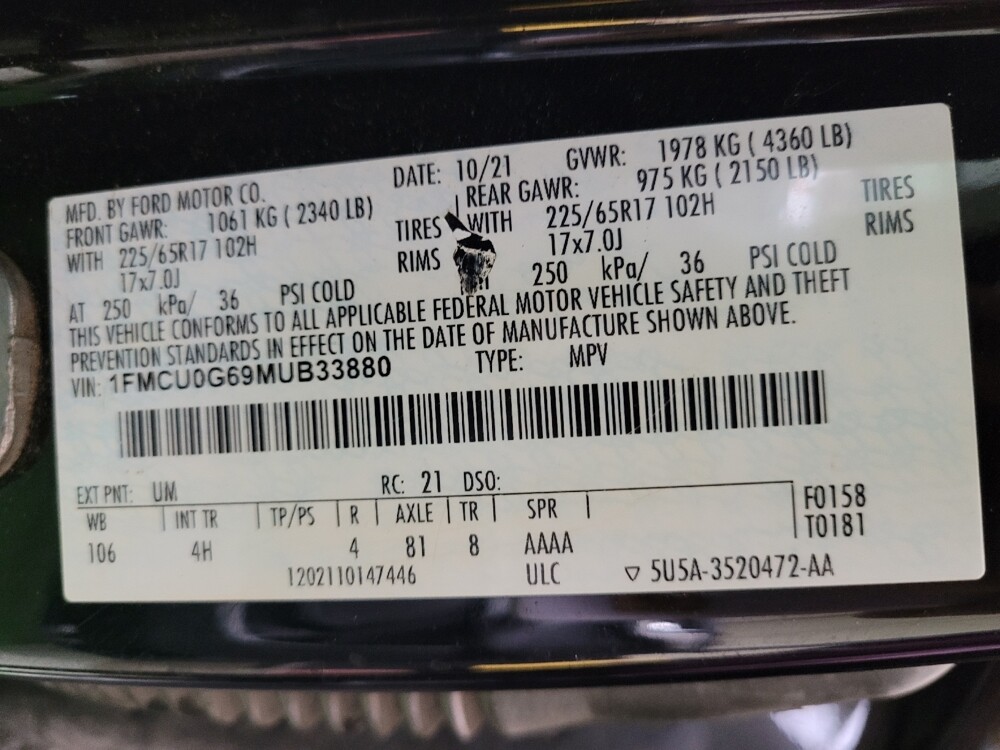 MFD. BY FORD MOTOR CO. DATE: 10/21 GVWR: 1978 KG ( 4360 LB)
FRONT GAWR: 1061 KG ( 2340 LB) REAR GAWR: 975 KG ( 2150 LB)
WITH 225/65R17 102H TIRES WITH 225/65R17 102H TIRES
17x7.0J RIMS 17x7.0J RIMS
AT 250 kPa/ 36 PSI COLD 250 kPa/ 36 PSI COLD
THIS VEHICLE CONFORMS TO ALL APPLICABLE FEDERAL MOTOR VEHICLE SAFETY AND THEFT
PREVENTION STANDARDS IN EFFECT ON THE DATE OF MANUFACTURE SHOWN ABOVE.
VIN: 1FMCU0G69MUB33880 TYPE: MPV
EXT PNT: UM RC: 21 DSO:
WB INT TR TP/PS R AXLE TR SPR F0158
T0181
106 4H 4 81 8 AAAA
1202110147446 ULC ▽ 5U5A-3520472-AA